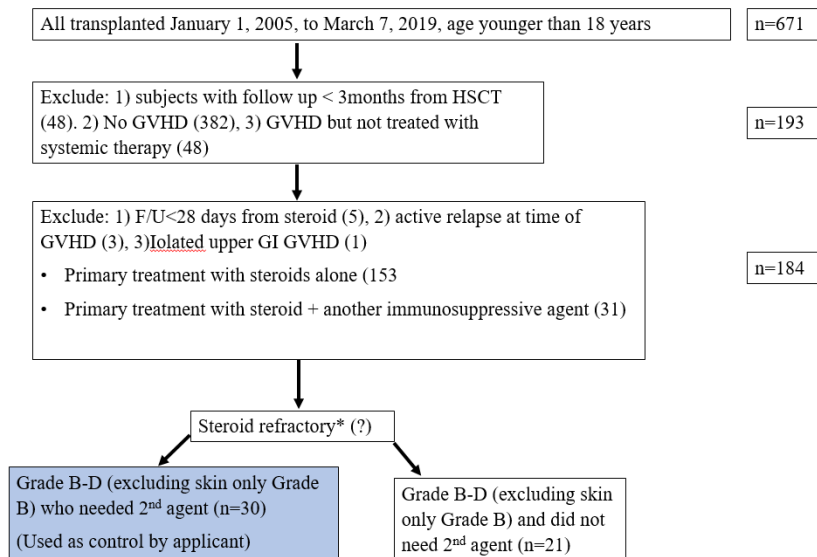 All transplanted January 1, 2005, to March 7, 2019, age younger than 18 years
n=671
Exclude: 1) subjects with follow up < 3months from HSCT
(48). 2) No GVHD (382), 3) GVHD but not treated with
systemic therapy (48)
n=193
Exclude: 1) F/U<28 days from steroid (5), 2) active relapse at time of
GVHD (3), 3)Iolated upper GI GVHD (1)
• Primary treatment with steroids alone (153
• Primary treatment with steroid + another immunosuppressive agent (31)
n=184
Steroid refractory* (?)
Grade B-D (excluding skin only Grade
B) who needed 2nd agent (n=30)
(Used as control by applicant)
Grade B-D (excluding skin
only Grade B) and did not
need 2nd agent (n=21)